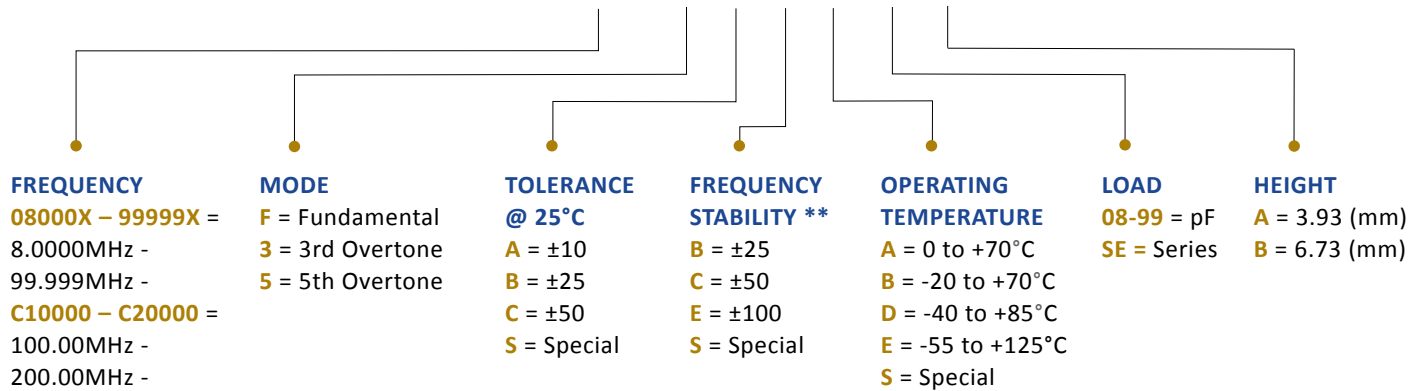 FREQUENCY
08000X – 99999X =
8.0000MHz -
99.999MHz -
C10000 – C20000 =
100.00MHz -
200.00MHz -
MODE
F = Fundamental
3 = 3rd Overtone
5 = 5th Overtone
TOLERANCE
@ 25°C
A = ±10
B = ±25
C = ±50
S = Special
FREQUENCY
STABILITY **
B = ±25
C = ±50
E = ±100
S = Special
OPERATING
TEMPERATURE
A = 0 to +70°C
B = -20 to +70°C
D = -40 to +85°C
E = -55 to +125°C
S = Special
LOAD
08-99 = pF
SE = Series
HEIGHT
A = 3.93 (mm)
B = 6.73 (mm)